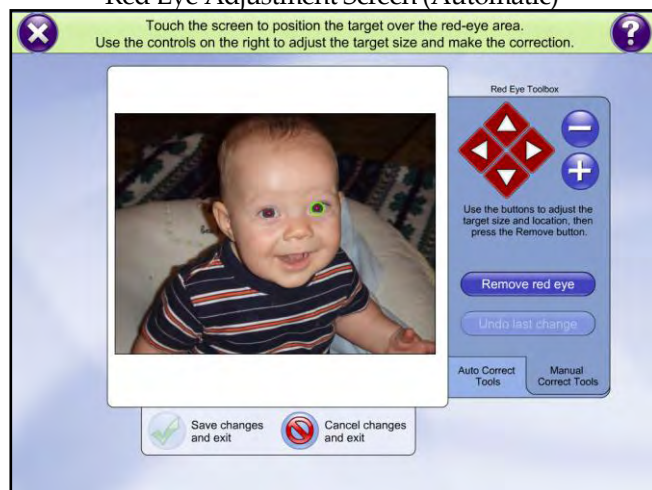 Red Eye Adjustment Screen (Automatic)
Touch the screen to position the target over the red-eye area.
Use the controls on the right to adjust the target size and make the correction.
?
Red Eye Toolbox
Use the buttons to adjust the
target size and location, then
press the Remove button.
Remove red eye
Undo last change
Auto Correct
Tools
Manual
Correct Tools
Save changes
and exit
Cancel changes
and exit